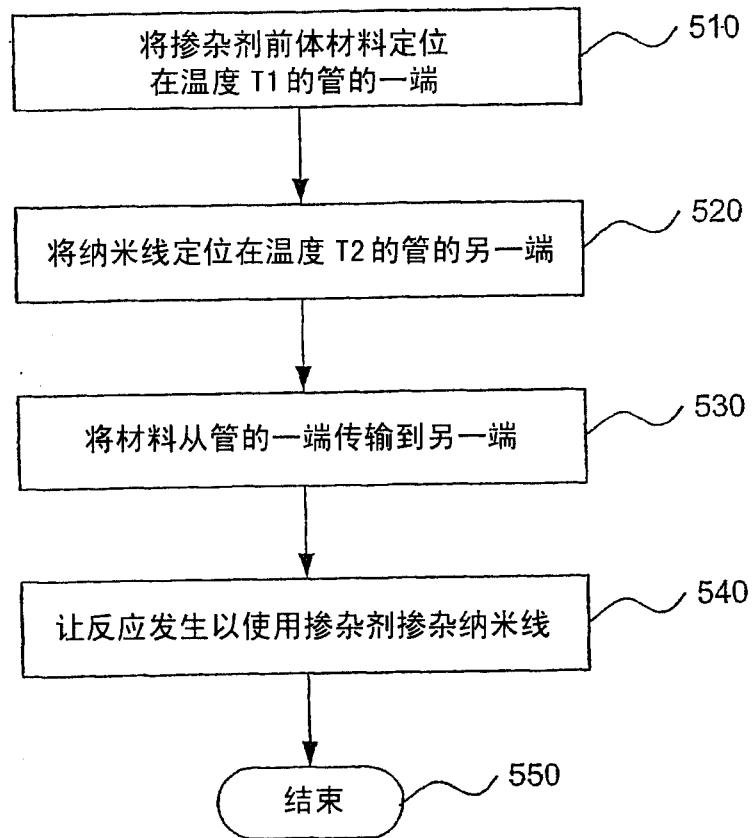 将掺杂剂前体材料定位
在温度 T1 的管的一端
510
将纳米线定位在温度 T2 的管的另一端
520
将材料从管的一端传输到另一端
530
让反应发生以使用掺杂剂掺杂纳米线
540
结束
550